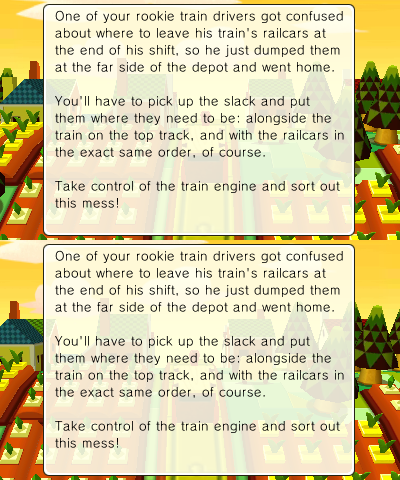 One of your rookie train drivers got confused
about where to leave his train's railcars at
the end of his shift, so he just dumped them
at the far side of the depot and went home.
You'll have to pick up the slack and put
them where they need to be: alongside the
train on the top track, and with the railcars in
the exact same order, of course.
Take control of the train engine and sort out
this mess!
One of your rookie train drivers got confused
about where to leave his train's railcars at
the end of his shift, so he just dumped them
at the far side of the depot and went home.
You'll have to pick up the slack and put
them where they need to be: alongside the
train on the top track, and with the railcars in
the exact same order, of course.
Take control of the train engine and sort out
this mess!